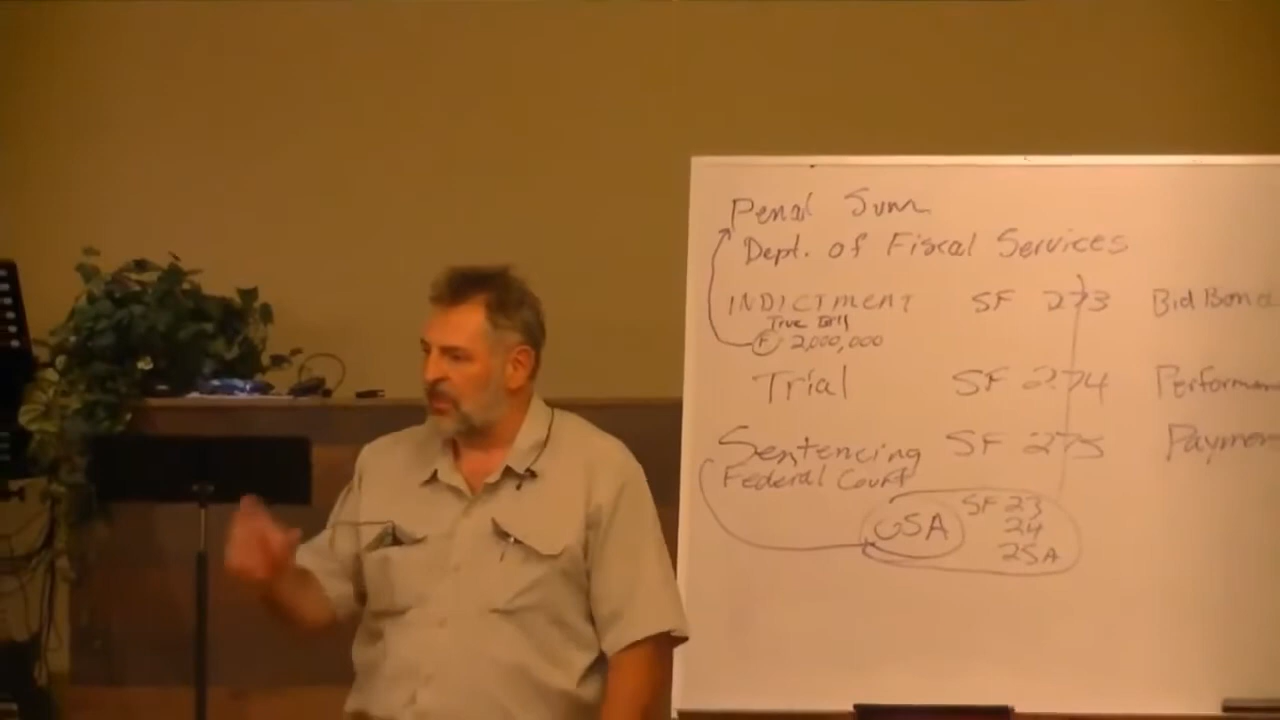 Penal Sum
Dept. of Fiscal Services
INDICTMENT SF 273 Bid Bond
True Bill
F 2,000,000
Trial SF 274 Performan
Sentencing SF 275 Paymen
Federal Court
USA SF 23
24
25A